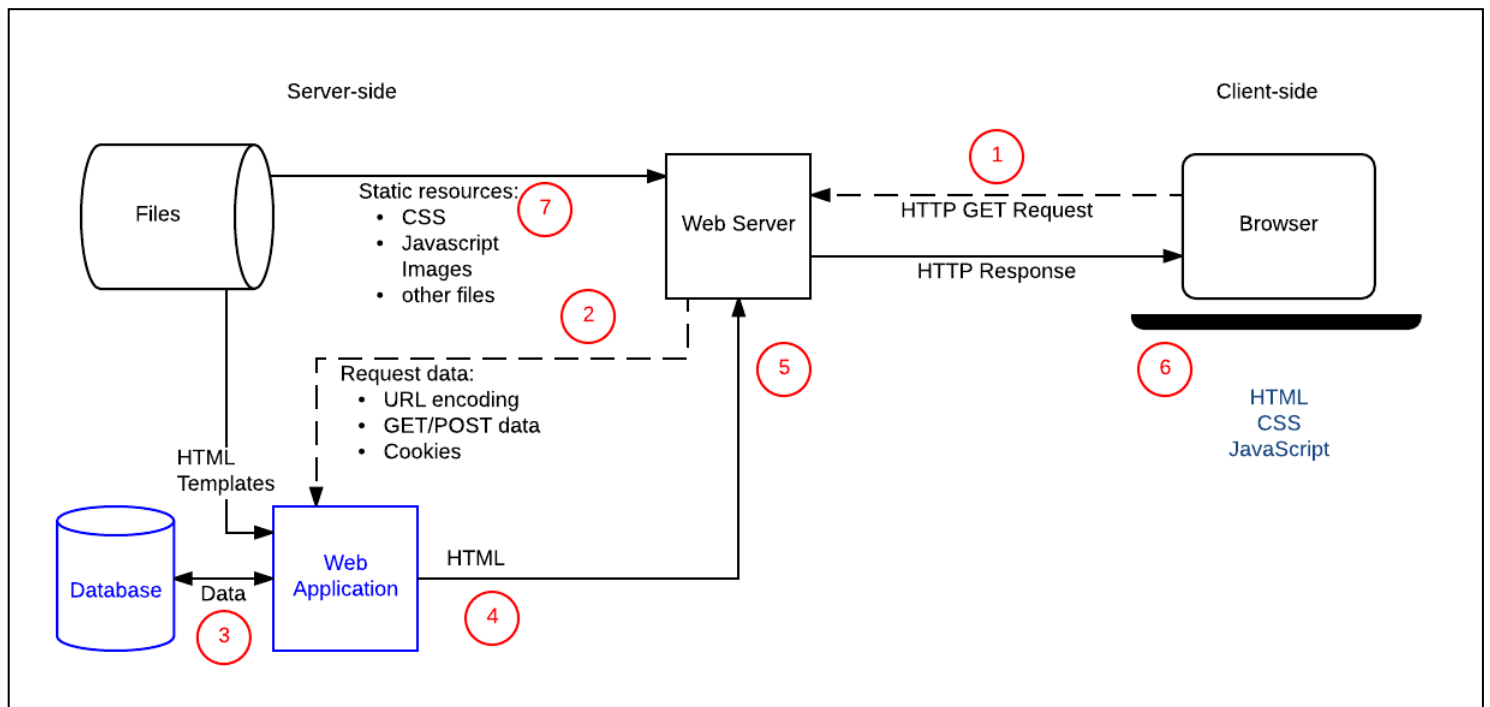 Server-side
Client-side
1
Files
Static resources:
• CSS
• Javascript
Images
• other files
7
Web Server
HTTP GET Request
HTTP Response
Browser
2
5
6
Request data:
• URL encoding
• GET/POST data
• Cookies
HTML
CSS
JavaScript
HTML
Templates
Database
Data
3
Web
Application
HTML
4